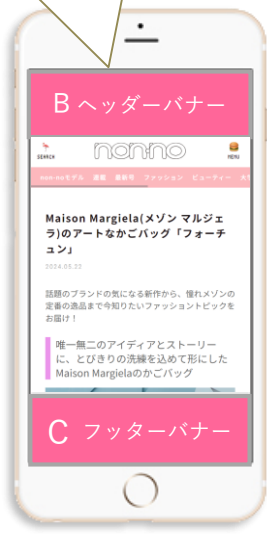 B ヘッダーバナー
non-no
SEARCH
MENU
non-noモデル 連載 最新号 ファッション ビューティー 大学
Maison Margiela(メゾン マルジェ
ラ)のアートなかごバッグ「フォーチ
ュン」
2024.05.22
話題のブランドの気になる新作から、憧れメゾンの
定番の逸品まで今知りたいファッショントピックを
お届け！
唯一無二のアイディアとストーリー
に、とびきりの洗練を込めて形にした
Maison Margielaのかごバッグ
C フッターバナー